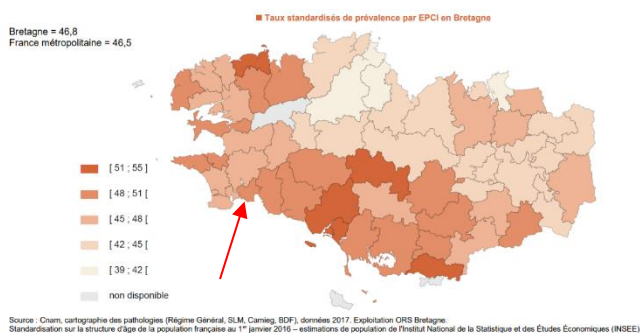 Taux standardisés de prévalence par EPCI en Bretagne
Bretagne = 46,8
France métropolitaine = 46,5
[ 51 ; 55 ]
[ 48 ; 51 [
[ 45 ; 48 [
[ 42 ; 45 [
[ 39 ; 42 [
non disponible
Source : Cnam, cartographie des pathologies (Régime Général, SLM, Camieg, BDF), données 2017. Exploitation ORS Bretagne.
Standardisation sur la structure d'âge de la population française au 1er janvier 2016 – estimations de population de l'Institut National de la Statistique et des Études Économiques (INSEE)